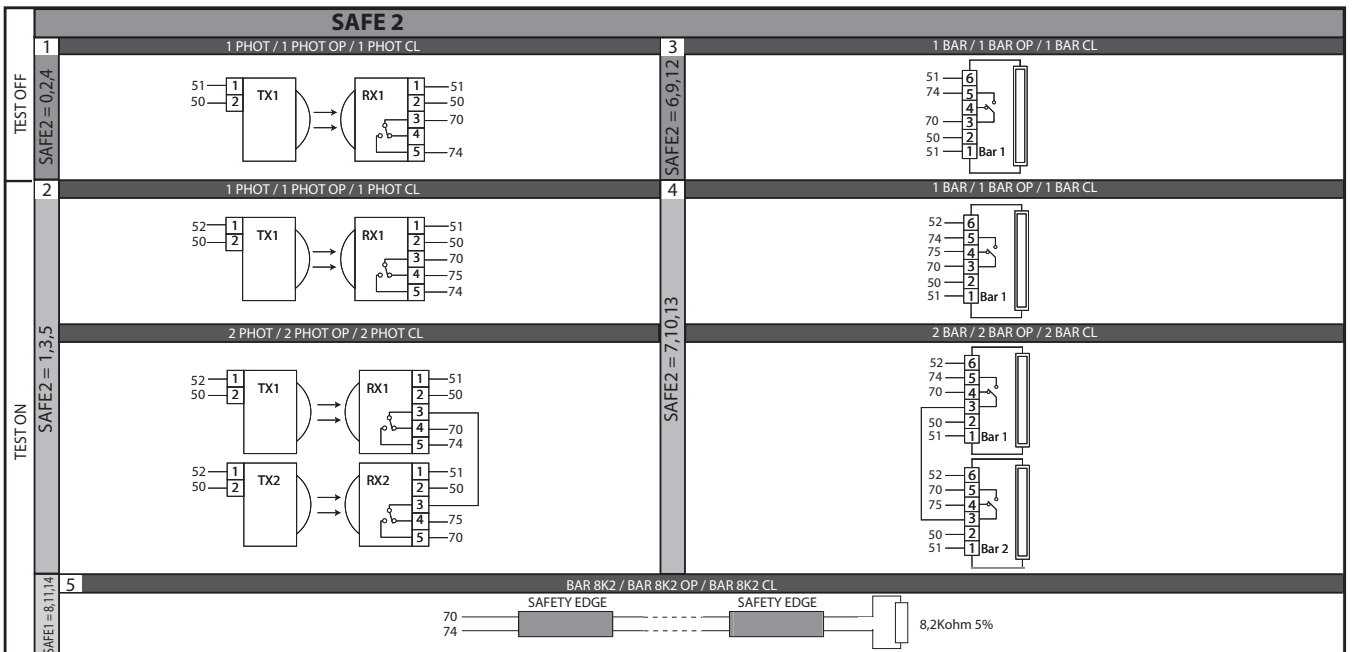 SAFE 2
TEST OFF
1
1 PHOT / 1 PHOT OP / 1 PHOT CL
SAFE2 = 0,2,4
51 1
50 2
TX1
RX1
1 51
2 50
3 70
4
5 74
3
1 BAR / 1 BAR OP / 1 BAR CL
SAFE2 = 6,9,12
51 6
74 5
4
70 3
50 2
51 1 Bar 1
TEST ON
2
1 PHOT / 1 PHOT OP / 1 PHOT CL
SAFE2 = 1,3,5
52 1
50 2
TX1
RX1
1 51
2 50
3 70
4 75
5 74
4
1 BAR / 1 BAR OP / 1 BAR CL
SAFE2 = 7,10,13
52 6
74 5
75 4
70 3
50 2
51 1 Bar 1
2 PHOT / 2 PHOT OP / 2 PHOT CL
52 1
50 2
TX1
RX1
1 51
2 50
3
4 70
5 74
52 1
50 2
TX2
RX2
1 51
2 50
3
4 75
5 70
2 BAR / 2 BAR OP / 2 BAR CL
52 6
74 5
70 4
3
50 2
51 1 Bar 1
52 6
70 5
75 4
3
50 2
51 1 Bar 2
SAFE1 = 8,11,14
5
BAR 8K2 / BAR 8K2 OP / BAR 8K2 CL
SAFETY EDGE SAFETY EDGE
70
74
8,2Kohm 5%